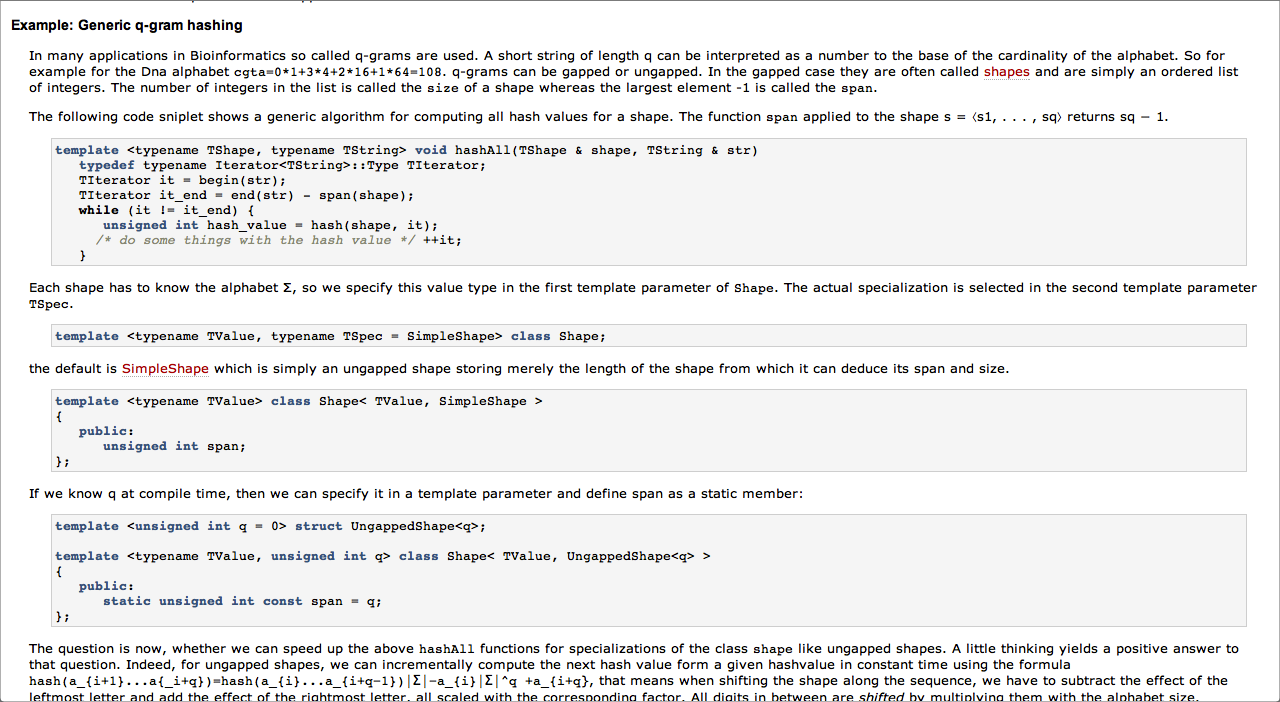 Example: Generic q-gram hashing
In many applications in Bioinformatics so called q-grams are used. A short string of length q can be interpreted as a number to the base of the cardinality of the alphabet. So for
example for the Dna alphabet cgta=0*1+3*4+2*16+1*64=108. q-grams can be gapped or ungapped. In the gapped case they are often called shapes and are simply an ordered list
of integers. The number of integers in the list is called the size of a shape whereas the largest element -1 is called the span.
The following code sniplet shows a generic algorithm for computing all hash values for a shape. The function span applied to the shape s = ⟨s1, . . . , sq⟩ returns sq − 1.
template <typename TShape, typename TString> void hashAll(TShape & shape, TString & str)
typedef typename Iterator<TString>::Type TIterator;
TIterator it = begin(str);
TIterator it_end = end(str) - span(shape);
while (it != it_end) {
unsigned int hash_value = hash(shape, it);
/* do some things with the hash value */ ++it;
}
Each shape has to know the alphabet Σ, so we specify this value type in the first template parameter of Shape. The actual specialization is selected in the second template parameter
TSpec.
template <typename TValue, typename TSpec = SimpleShape> class Shape;
the default is SimpleShape which is simply an ungapped shape storing merely the length of the shape from which it can deduce its span and size.
template <typename TValue> class Shape< TValue, SimpleShape >
{
public:
unsigned int span;
};
If we know q at compile time, then we can specify it in a template parameter and define span as a static member:
template <unsigned int q = 0> struct UngappedShape<q>;
template <typename TValue, unsigned int q> class Shape< TValue, UngappedShape<q> >
{
public:
static unsigned int const span = q;
};
The question is now, whether we can speed up the above hashAll functions for specializations of the class shape like ungapped shapes. A little thinking yields a positive answer to
that question. Indeed, for ungapped shapes, we can incrementally compute the next hash value form a given hashvalue in constant time using the formula
hash(a_{i+1}...a{_i+q})=hash(a_{i}...a_{i+q-1})|Σ|-a_{i}|Σ|^q +a_{i+q}, that means when shifting the shape along the sequence, we have to subtract the effect of the
leftmost letter and add the effect of the rightmost letter, all scaled with the corresponding factor. All digits in between are shifted by multiplying them with the alphabet size.